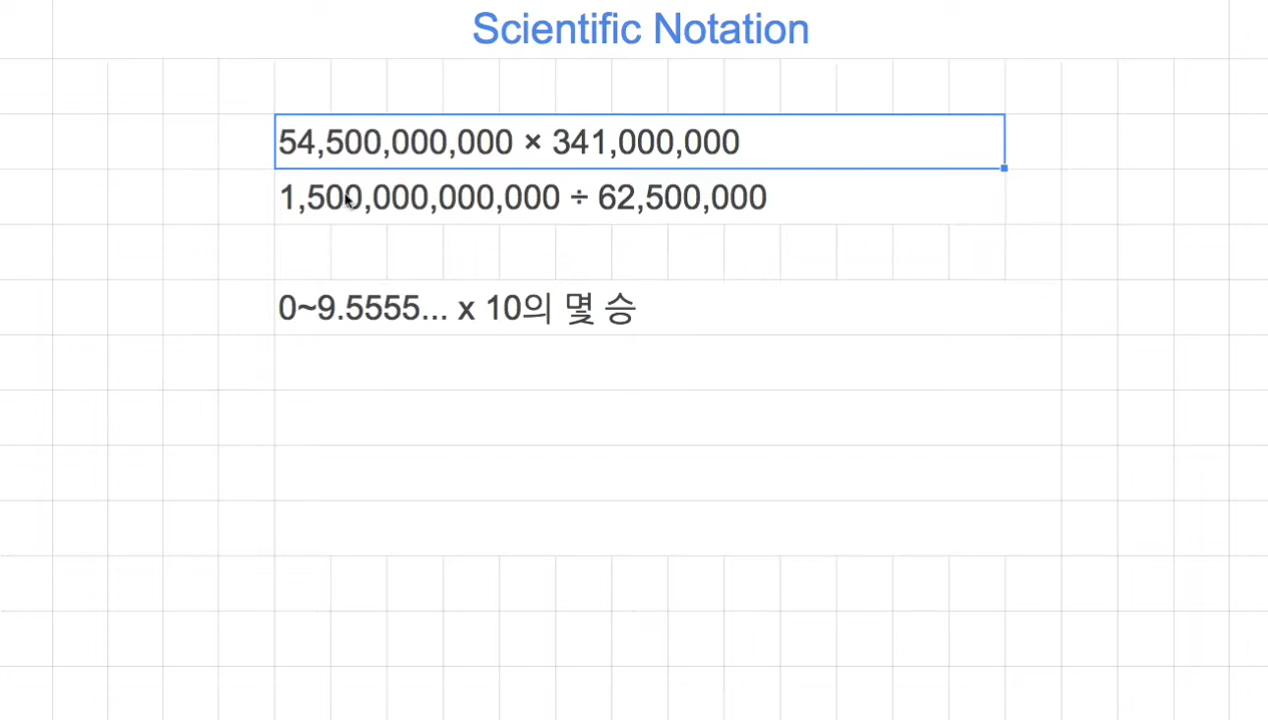 Scientific Notation
54,500,000,000 × 341,000,000
1,500,000,000,000 ÷ 62,500,000
0~9.5555... x 10의 몇 승